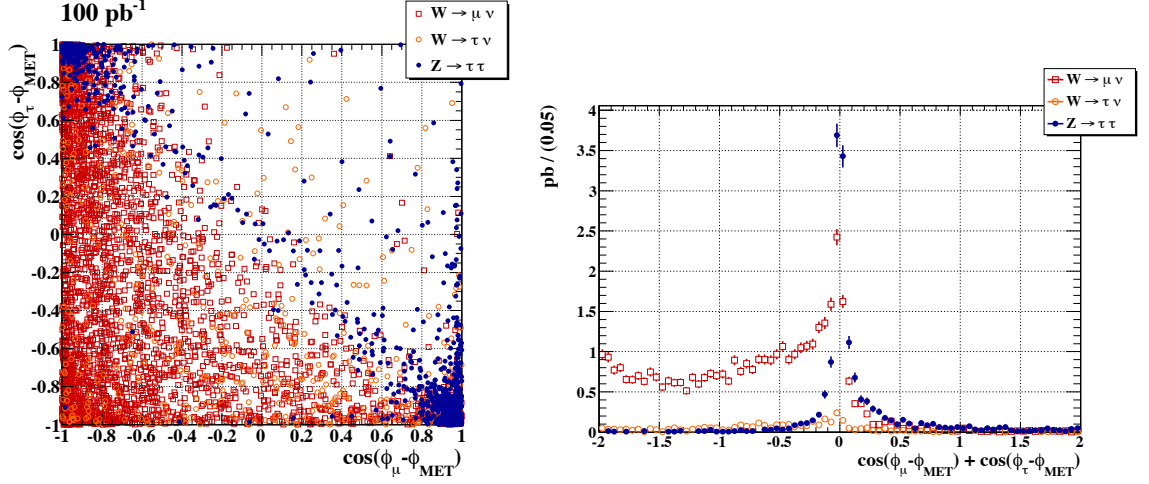 100 pb-1
W → μ ν
W → τ ν
Z → τ τ
cos(ϕτ-ϕMET)
1
0.8
0.6
0.4
0.2
0
-0.2
-0.4
-0.6
-0.8
-1
-1 -0.8 -0.6 -0.4 -0.2 0 0.2 0.4 0.6 0.8 1
cos(ϕμ-ϕMET)
W → μ ν
W → τ ν
Z → τ τ
pb / (0.05)
4
3.5
3
2.5
2
1.5
1
0.5
0
-2 -1.5 -1 -0.5 0 0.5 1 1.5 2
cos(ϕμ-ϕMET) + cos(ϕτ-ϕMET)